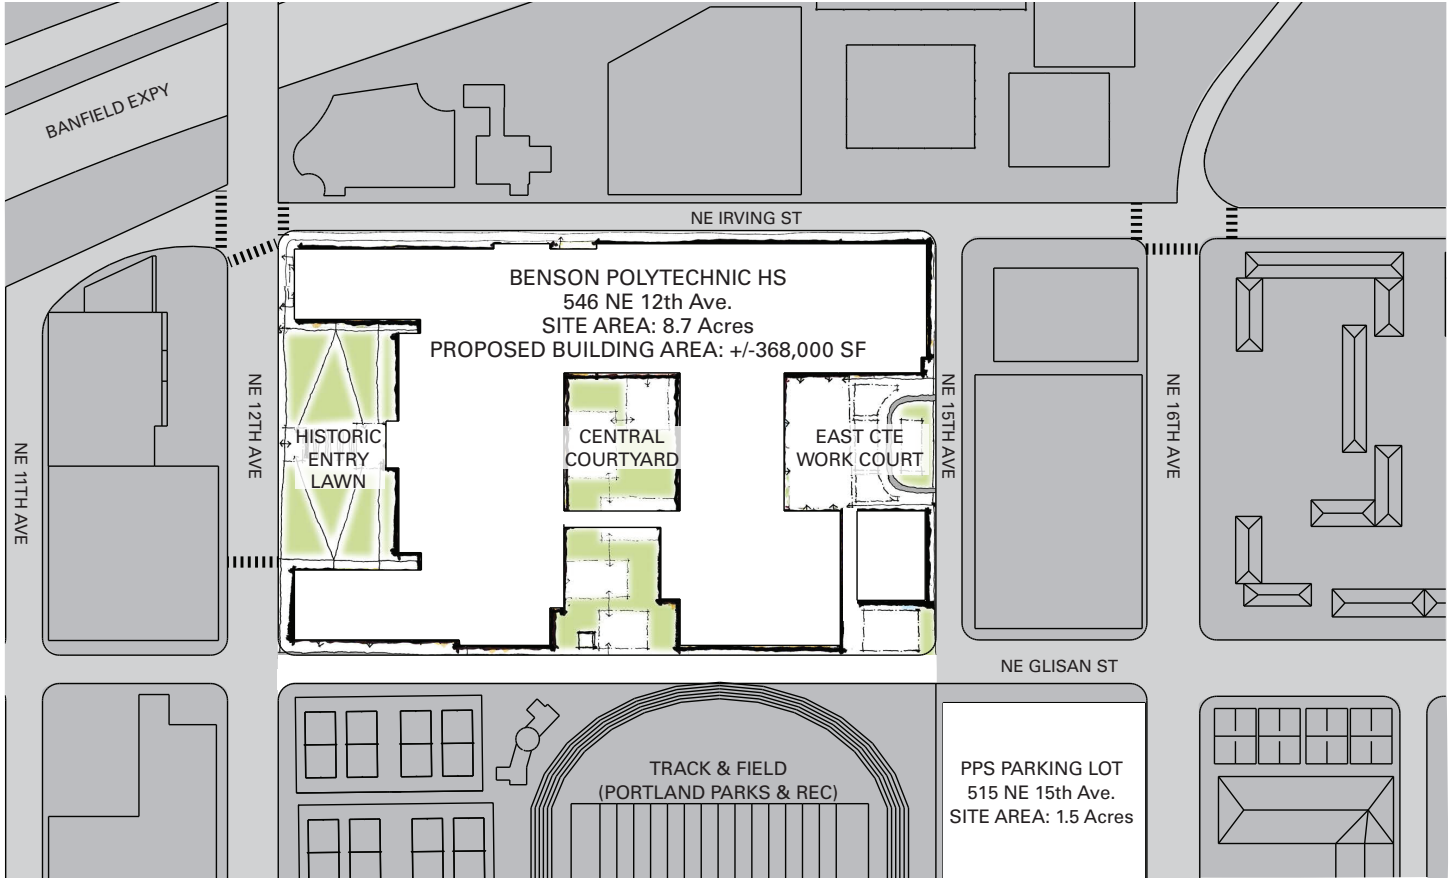 BANFIELD EXPY
NE IRVING ST
BENSON POLYTECHNIC HS
546 NE 12th Ave.
SITE AREA: 8.7 Acres
PROPOSED BUILDING AREA: +/-368,000 SF
NE 11TH AVE
NE 12TH AVE
HISTORIC
ENTRY
LAWN
CENTRAL
COURTYARD
EAST CTE
WORK COURT
NE 15TH AVE
NE 16TH AVE
NE GLISAN ST
TRACK & FIELD
(PORTLAND PARKS & REC)
PPS PARKING LOT
515 NE 15th Ave.
SITE AREA: 1.5 Acres